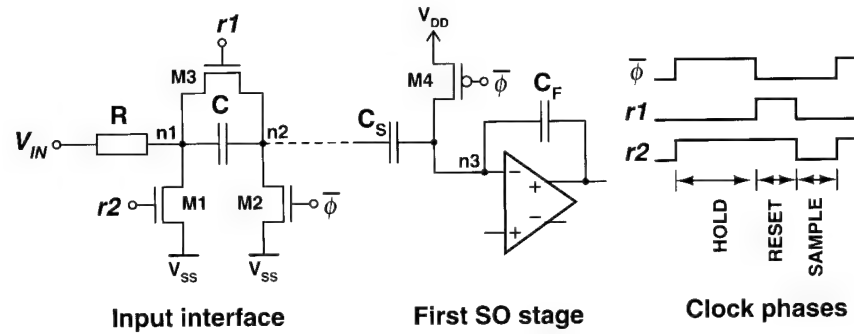 r1
M3
R
C
V_IN
n1
n2
r2
M1
M2
φ̅
V_SS
V_SS
Input interface
V_DD
M4
φ̅
C_S
C_F
n3
−
+
−
+
First SO stage
φ̅
r1
r2
HOLD
RESET
SAMPLE
Clock phases